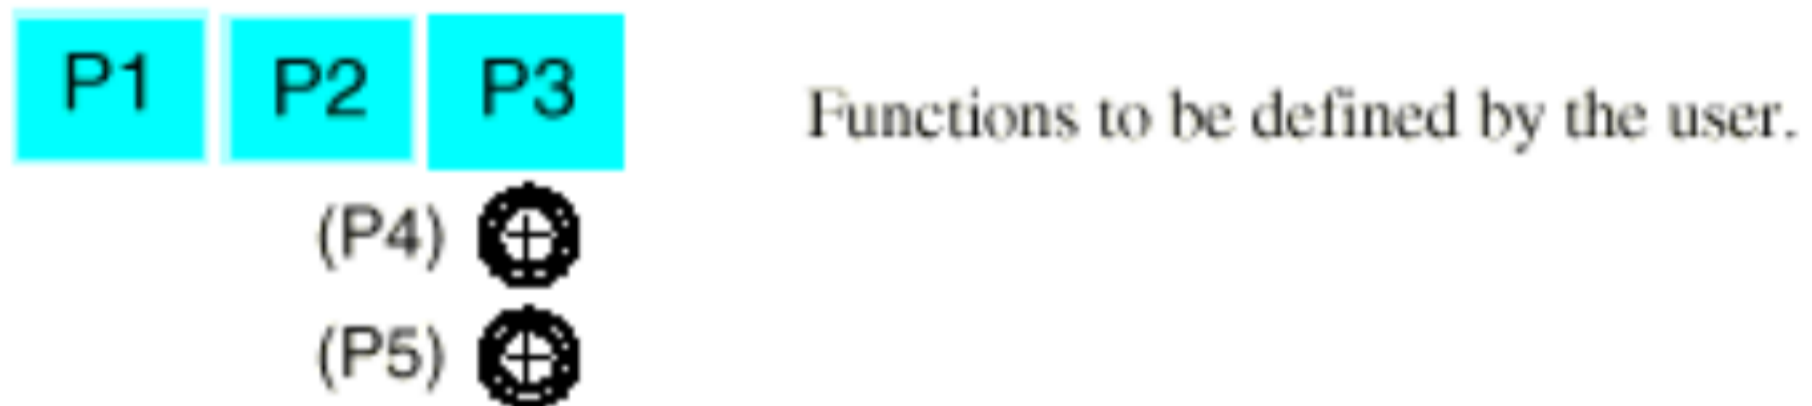 P1 P2 P3 Functions to be defined by the user.
(P4)
(P5)